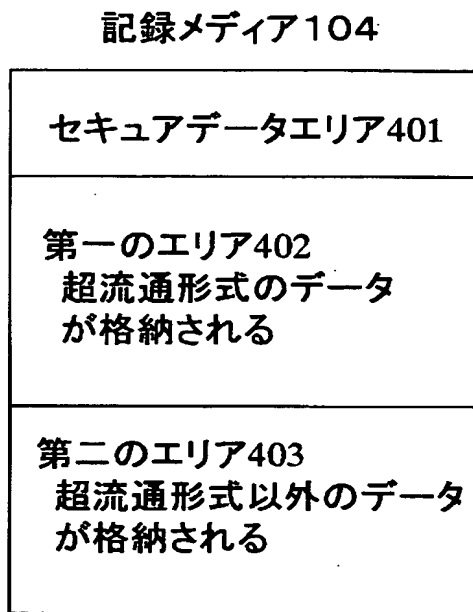 記録メディア104
セキュアデータエリア401
第一のエリア402
超流通形式のデータ
が格納される
第二のエリア403
超流通形式以外のデータ
が格納される